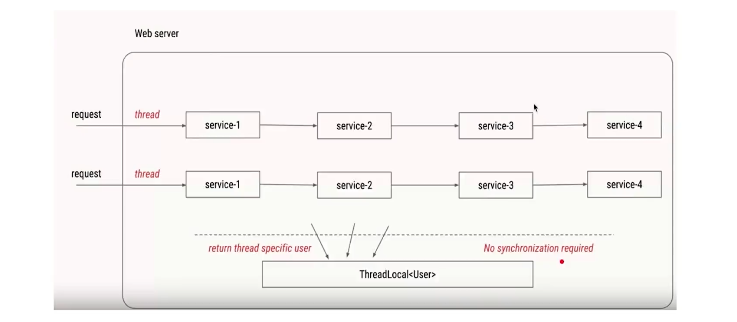 Web server
request thread service-1 service-2 service-3 service-4
request thread service-1 service-2 service-3 service-4
return thread specific user No synchronization required
ThreadLocal<User>